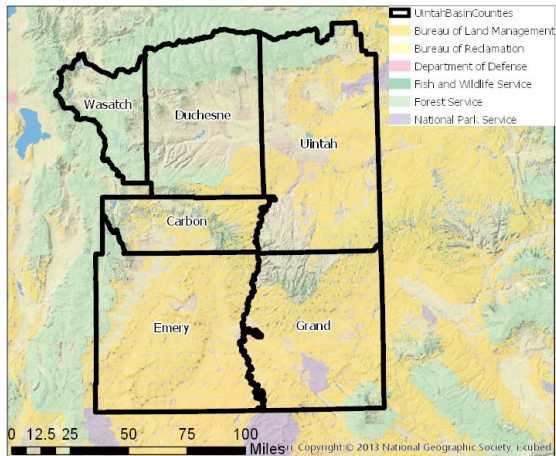 UintahBasinCounties
Bureau of Land Management
Bureau of Reclamation
Department of Defense
Fish and Wildlife Service
Forest Service
National Park Service
Wasatch
Duchesne
Uintah
Carbon
Emery
Grand
0 12.5 25 50 75 100
Miles Copyright:© 2013 National Geographic Society, i-cubed